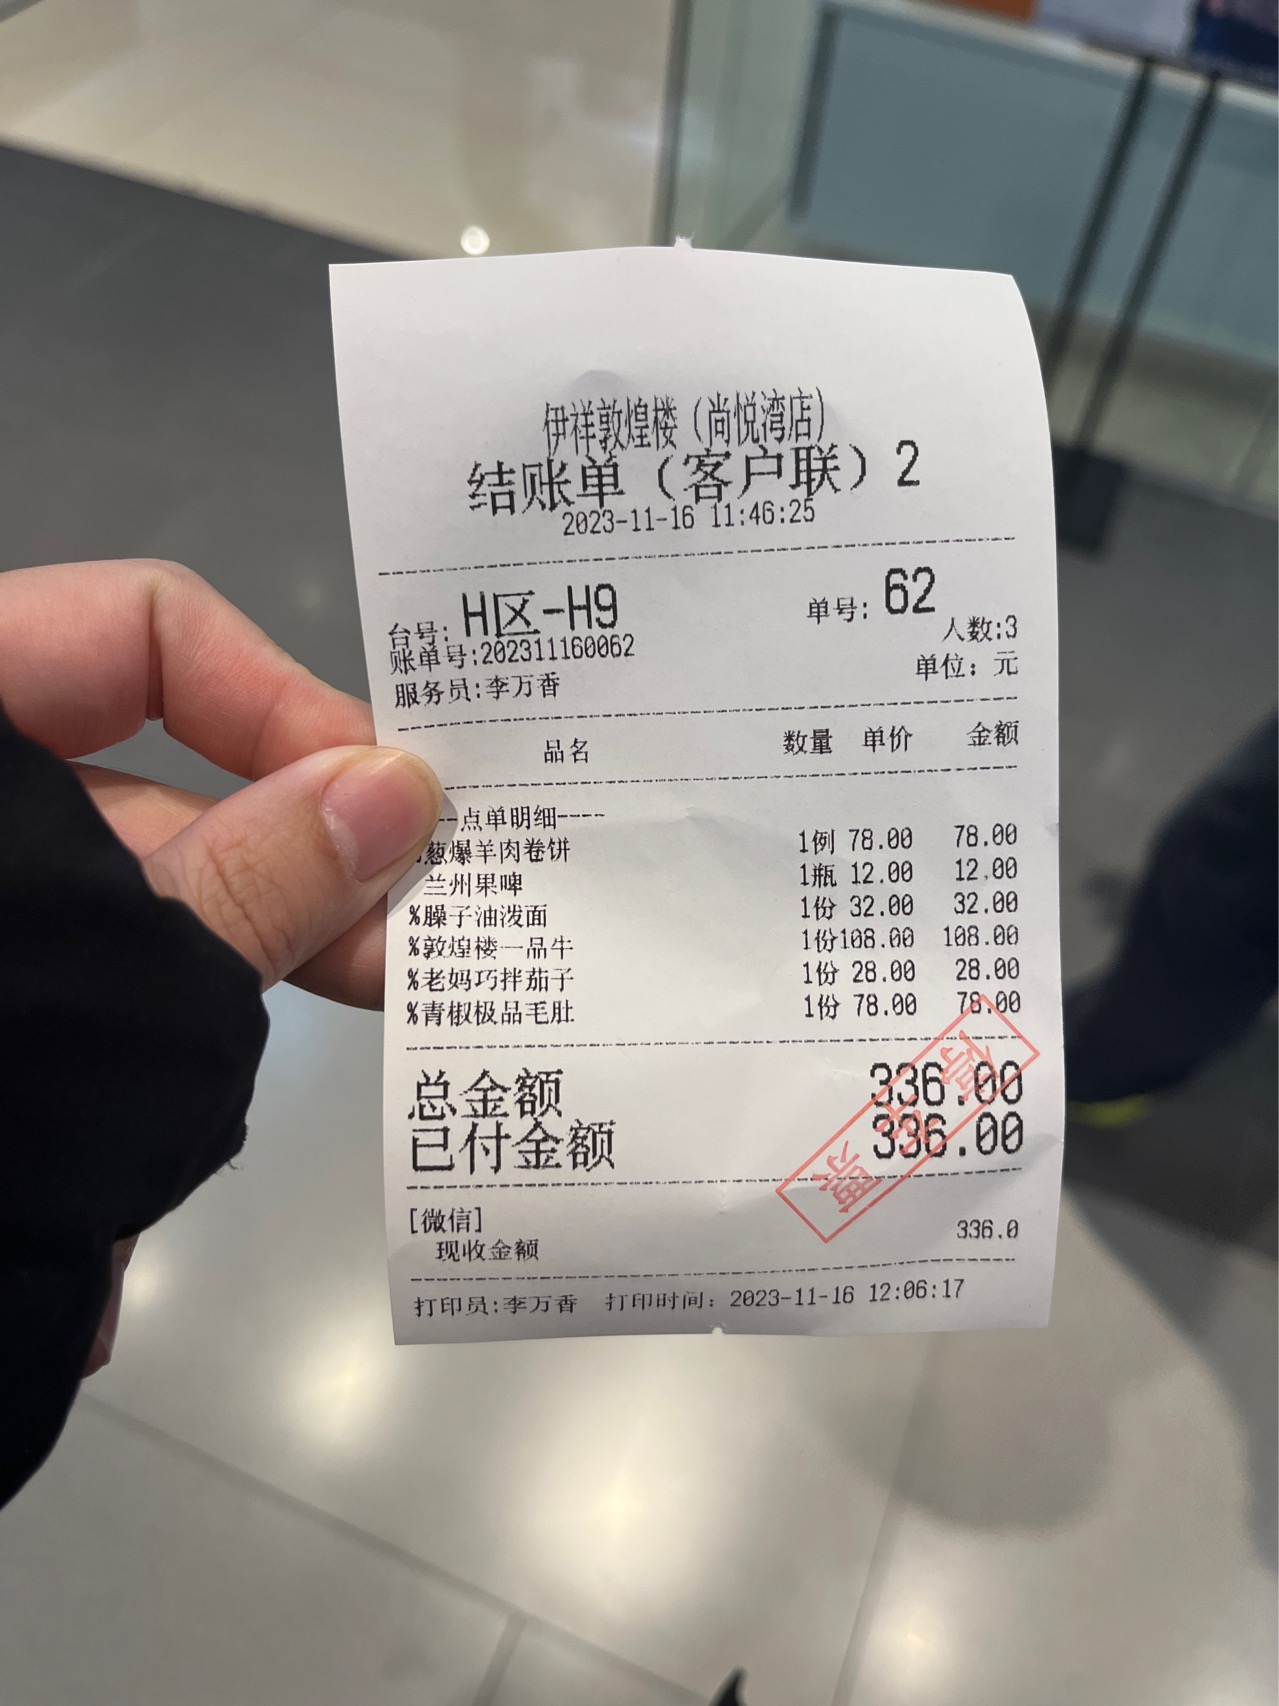 伊祥敦煌楼（尚悦湾店）
结账单（客户联）2
2023-11-16 11:46:25
台号: H区-H9 单号: 62
人数:3
账单号:202311160062
单位: 元
服务员:李万香
品名 数量 单价 金额
--点单明细----
葱爆羊肉卷饼 1例 78.00 78.00
兰州果啤 1瓶 12.00 12.00
%臊子油泼面 1份 32.00 32.00
%敦煌楼一品牛 1份108.00 108.00
%老妈巧拌茄子 1份 28.00 28.00
%青椒极品毛肚 1份 78.00 78.00
总金额 336.00
已付金额 336.00
[微信]
现收金额 336.0
打印员:李万香 打印时间: 2023-11-16 12:06:17